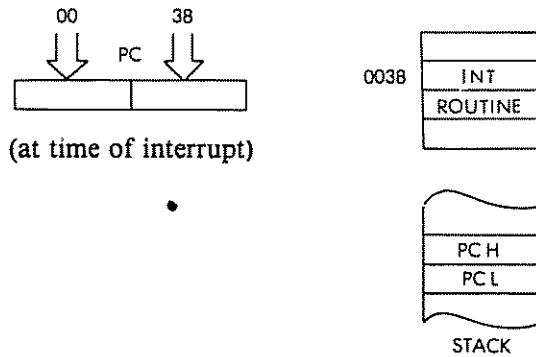 00 38
PC
(at time of interrupt)
0038 INT
ROUTINE
PC H
PC L
STACK